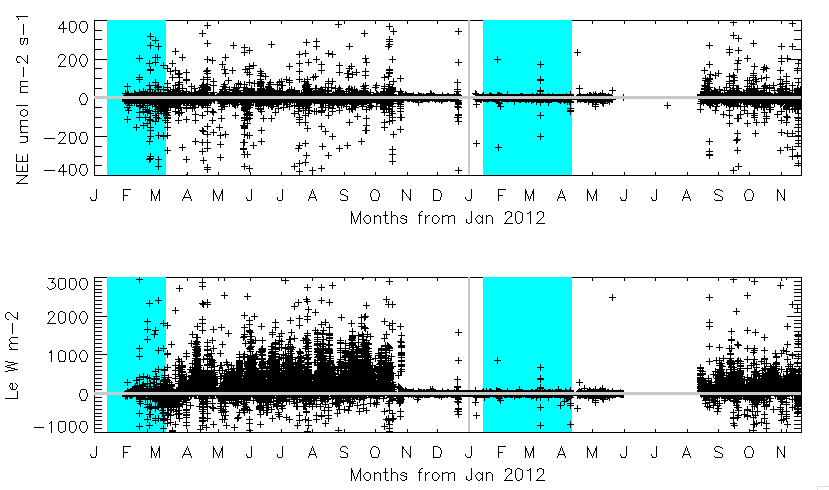 NEE umol m-2 s-1
400
200
0
-200
-400
J F M A M J J A S O N D J F M A M J J A S O N
Months from Jan 2012
Le W m-2
3000
2000
1000
0
-1000
J F M A M J J A S O N D J F M A M J J A S O N
Months from Jan 2012